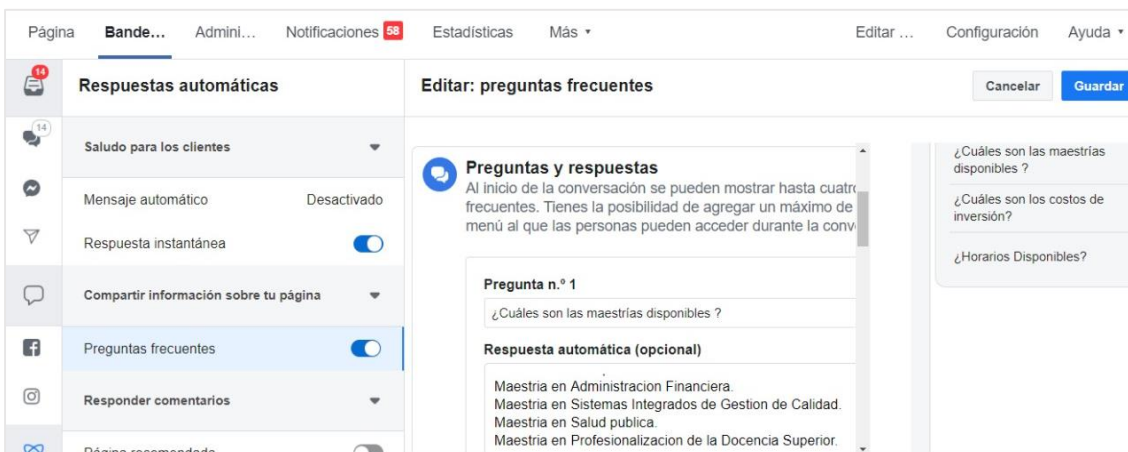 Página Bande... Admini... Notificaciones 58 Estadísticas Más Editar ... Configuración Ayuda
14
Respuestas automáticas
Editar: preguntas frecuentes
Cancelar Guardar
14
Saludo para los clientes
Mensaje automático Desactivado
Respuesta instantánea
Compartir información sobre tu página
Preguntas frecuentes
Responder comentarios
Página recomendada
Preguntas y respuestas
Al inicio de la conversación se pueden mostrar hasta cuatro
frecuentes. Tienes la posibilidad de agregar un máximo de
menú al que las personas pueden acceder durante la conv
Pregunta n.º 1
¿Cuáles son las maestrías disponibles ?
Respuesta automática (opcional)
Maestria en Administracion Financiera.
Maestria en Sistemas Integrados de Gestion de Calidad.
Maestria en Salud publica.
Maestria en Profesionalizacion de la Docencia Superior.
¿Cuáles son las maestrías
disponibles ?
¿Cuáles son los costos de
inversión?
¿Horarios Disponibles?